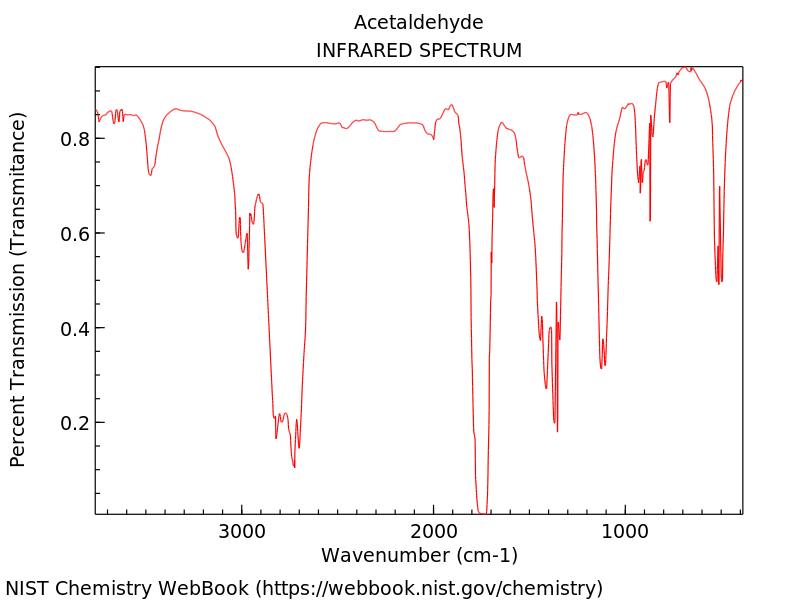 Acetaldehyde
INFRARED SPECTRUM
Percent Transmission (Transmitance)
0.8
0.6
0.4
0.2
3000 2000 1000
Wavenumber (cm-1)
NIST Chemistry WebBook (https://webbook.nist.gov/chemistry)